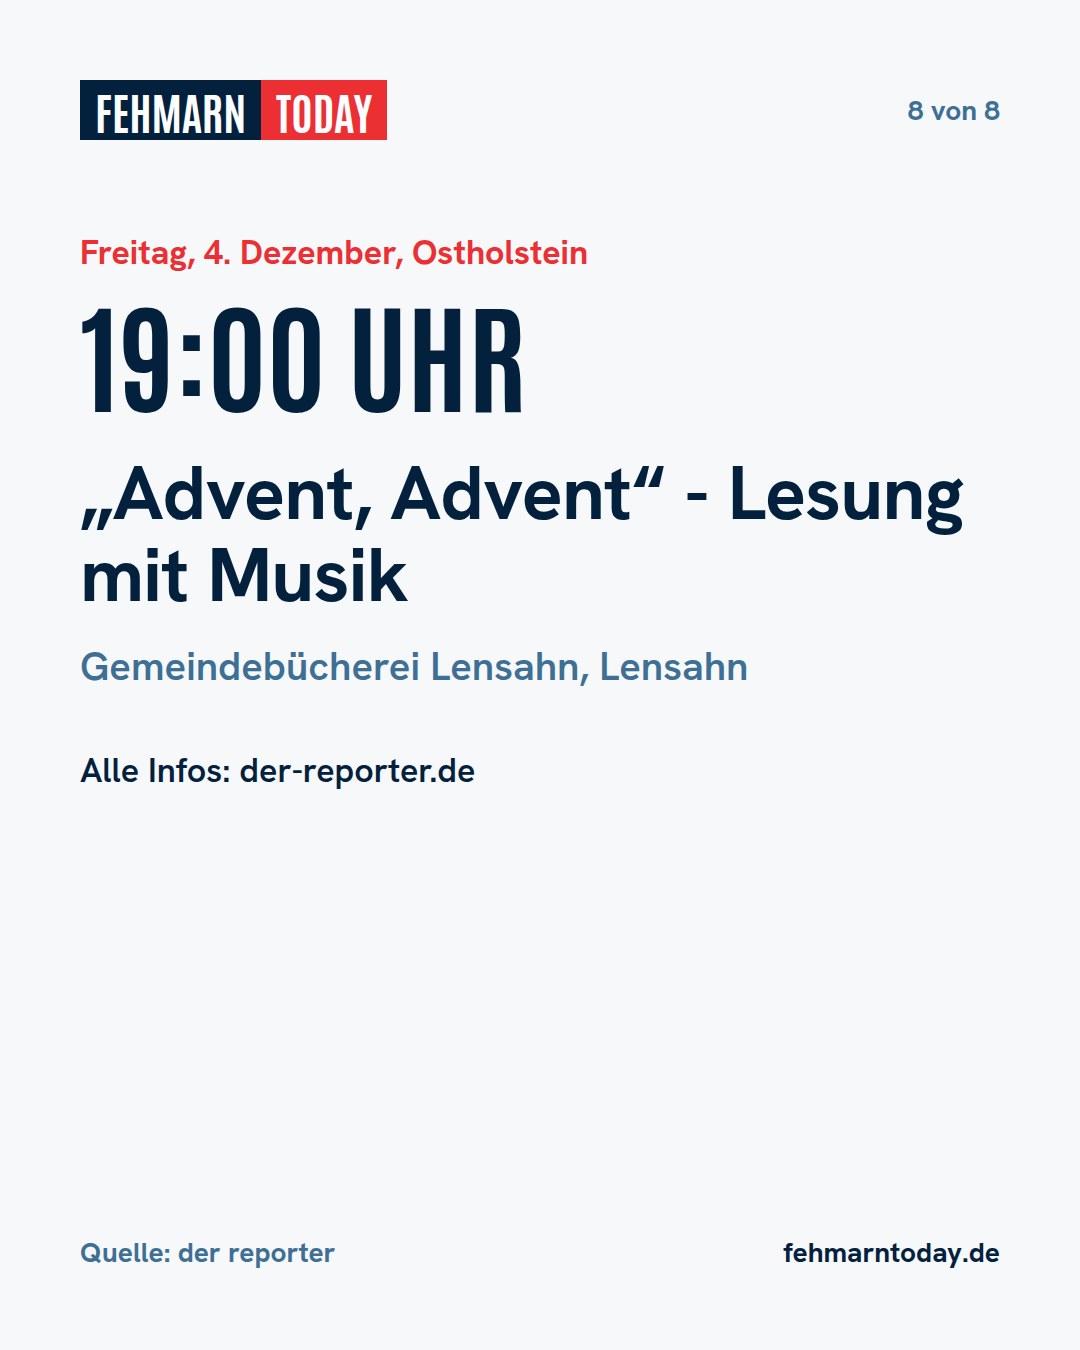 FEHMARN TODAY
8 von 8
Freitag, 4. Dezember, Ostholstein
19:00 UHR
„Advent, Advent“ - Lesung
mit Musik
Gemeindebücherei Lensahn, Lensahn
Alle Infos: der-reporter.de
Quelle: der reporter
fehmarntoday.de